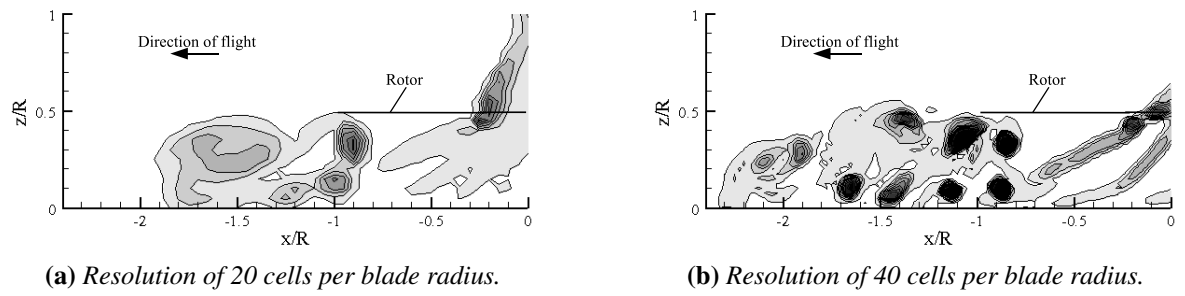 1
Direction of flight
Rotor
z/R
0.5
0
-2
-1.5
-1
-0.5
0
x/R
(a) Resolution of 20 cells per blade radius.
1
Direction of flight
Rotor
z/R
0.5
0
-2
-1.5
-1
-0.5
0
x/R
(b) Resolution of 40 cells per blade radius.